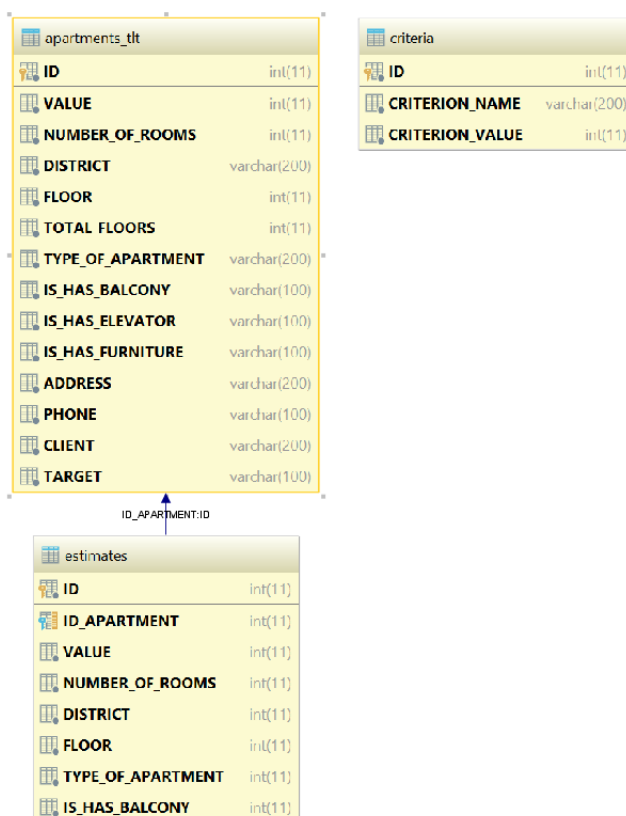 apartments_tlt
ID int(11)
VALUE int(11)
NUMBER_OF_ROOMS int(11)
DISTRICT varchar(200)
FLOOR int(11)
TOTAL FLOORS int(11)
TYPE_OF_APARTMENT varchar(200)
IS_HAS_BALCONY varchar(100)
IS_HAS_ELEVATOR varchar(100)
IS_HAS_FURNITURE varchar(100)
ADDRESS varchar(200)
PHONE varchar(100)
CLIENT varchar(200)
TARGET varchar(100)
criteria
ID int(11)
CRITERION_NAME varchar(200)
CRITERION_VALUE int(11)
ID_APARTMENT:ID
estimates
ID int(11)
ID_APARTMENT int(11)
VALUE int(11)
NUMBER_OF_ROOMS int(11)
DISTRICT int(11)
FLOOR int(11)
TYPE_OF_APARTMENT int(11)
IS_HAS_BALCONY int(11)